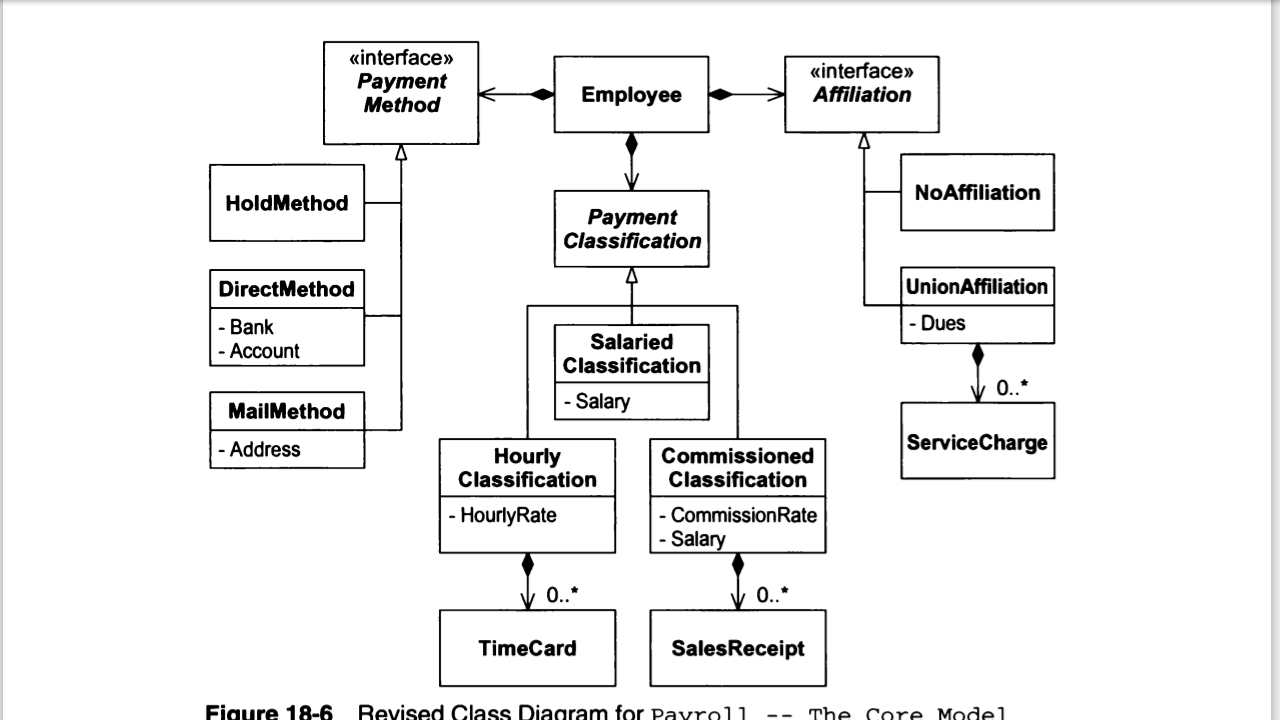 «interface»
Payment
Method
Employee
«interface»
Affiliation
HoldMethod
Payment
Classification
NoAffiliation
DirectMethod
- Bank
- Account
UnionAffiliation
- Dues
Salaried
Classification
- Salary
MailMethod
- Address
0..*
ServiceCharge
Hourly
Classification
- HourlyRate
Commissioned
Classification
- CommissionRate
- Salary
0..*
0..*
TimeCard
SalesReceipt
Figure 18-6 Revised Class Diagram for Payroll -- The Core Model